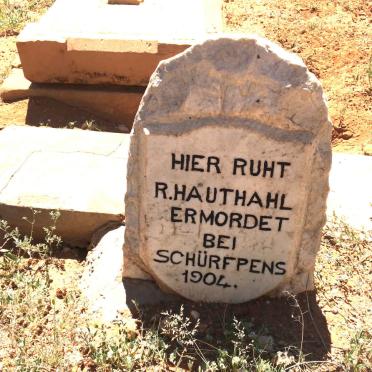 HIER RUHT
R.HAUTHAHL
ERMORDET
BEI
SCHÜRFPENS
1904.